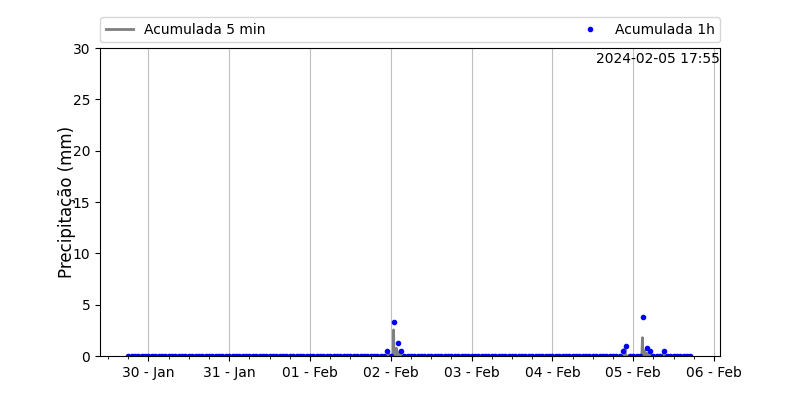 Acumulada 5 min
Acumulada 1h
2024-02-05 17:55
Precipitação (mm)
30
25
20
15
10
5
0
30 - Jan
31 - Jan
01 - Feb
02 - Feb
03 - Feb
04 - Feb
05 - Feb
06 - Feb